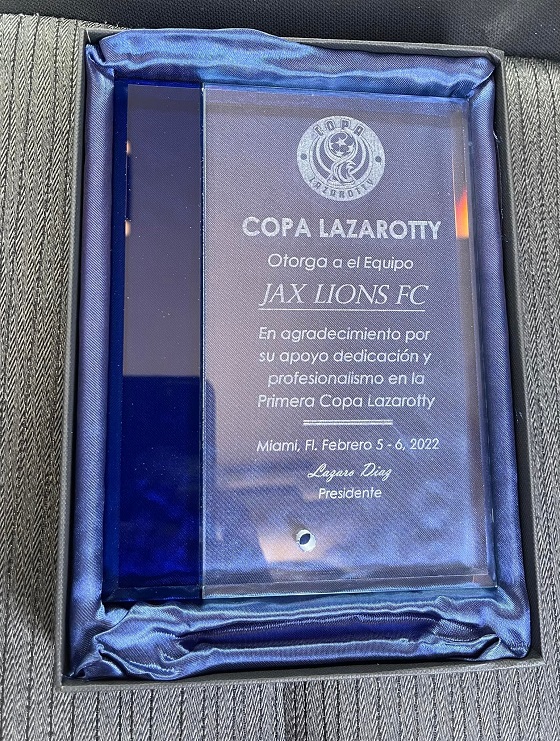 COPA
LAZAROTTY
COPA LAZAROTTY
Otorga a el Equipo
JAX LIONS FC
En agradecimiento por
su apoyo dedicación y
profesionalismo en la
Primera Copa Lazarotty
Miami, Fl. Febrero 5 - 6, 2022
Lazaro Diaz
Presidente